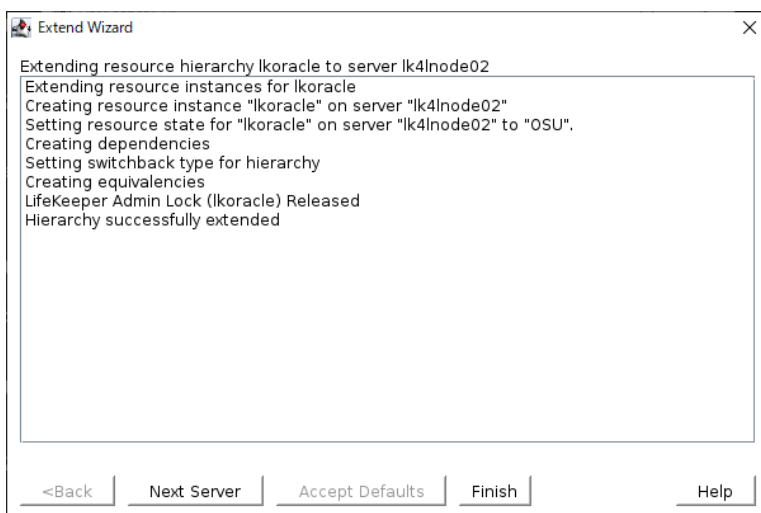 Extend Wizard
Extending resource hierarchy lkoracle to server lk4lnode02
Extending resource instances for lkoracle
Creating resource instance "lkoracle" on server "lk4lnode02"
Setting resource state for "lkoracle" on server "lk4lnode02" to "OSU".
Creating dependencies
Setting switchback type for hierarchy
Creating equivalencies
LifeKeeper Admin Lock (lkoracle) Released
Hierarchy successfully extended
<Back Next Server Accept Defaults Finish Help